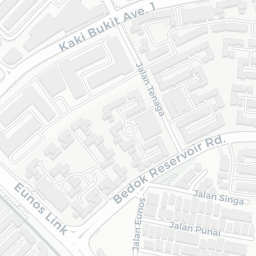 Kaki Bukit Ave. 1
Jalan Tenaga
Bedok Reservoir Rd.
Eunos Link
Jalan Eunos
Jalan Singa
Jalan Punai